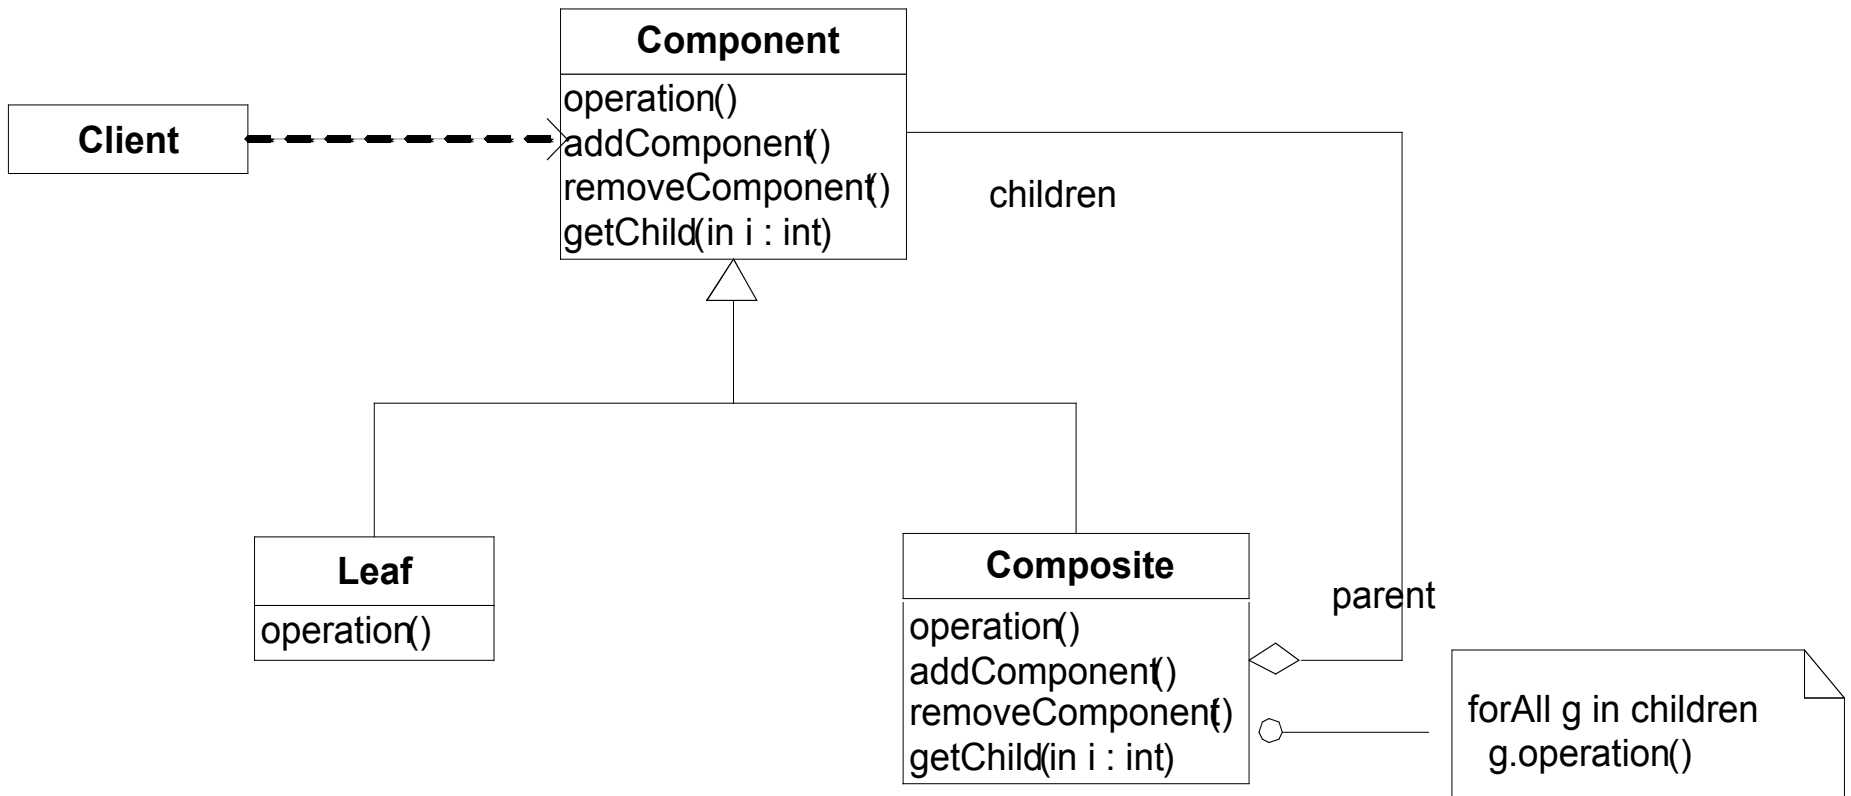 Component
operation()
addComponent()
removeComponent()
getChild(in i : int)
Client
children
Leaf
operation()
Composite
operation()
addComponent()
removeComponent()
getChild(in i : int)
parent
forAll g in children
g.operation()